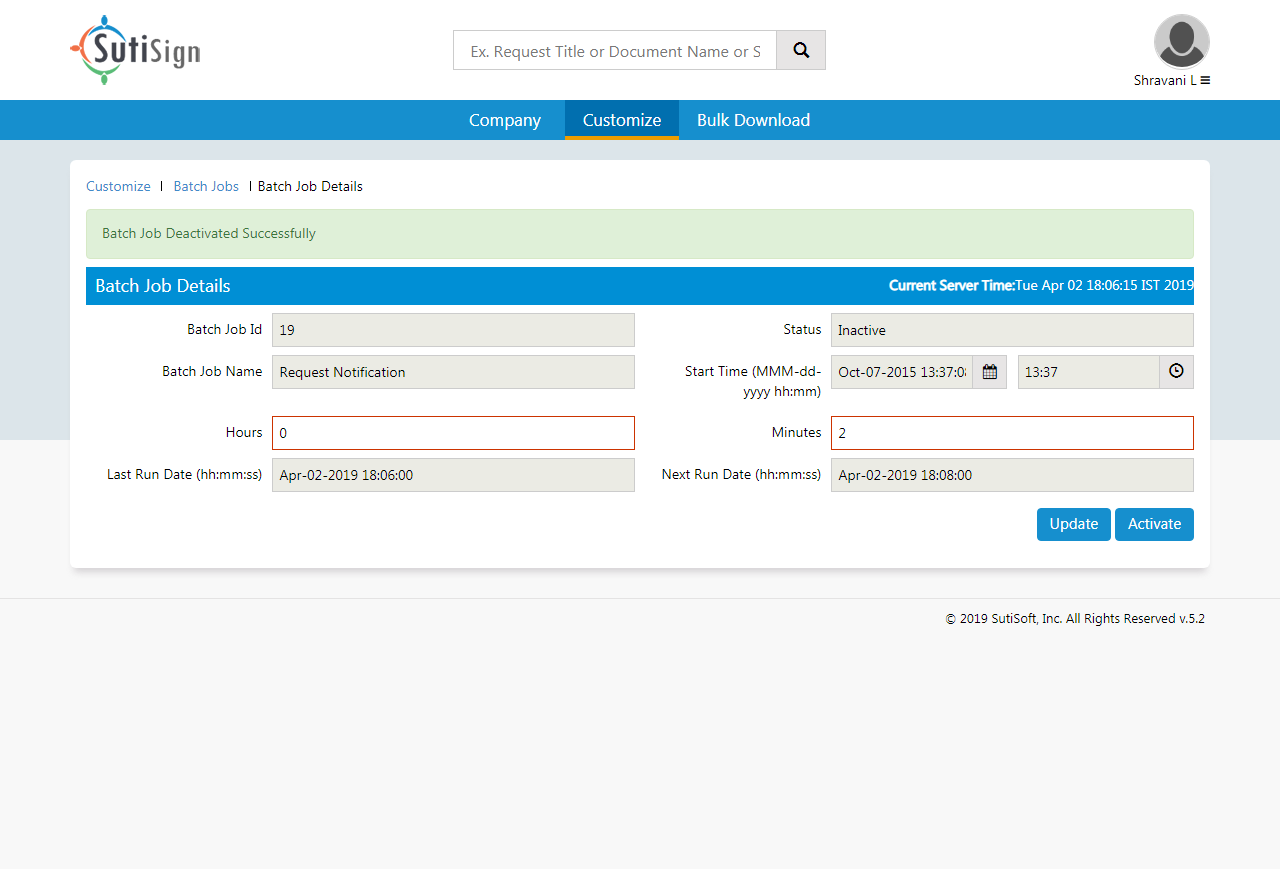 SutiSign
Ex. Request Title or Document Name or S
Shravani L
Company Customize Bulk Download
Customize | Batch Jobs | Batch Job Details
Batch Job Deactivated Successfully
Batch Job Details Current Server Time:Tue Apr 02 18:06:15 IST 2019
Batch Job Id 19 Status Inactive
Batch Job Name Request Notification Start Time (MMM-dd-
yyyy hh:mm) Oct-07-2015 13:37:0 13:37
Hours 0 Minutes 2
Last Run Date (hh:mm:ss) Apr-02-2019 18:06:00 Next Run Date (hh:mm:ss) Apr-02-2019 18:08:00
Update Activate
© 2019 SutiSoft, Inc. All Rights Reserved v.5.2